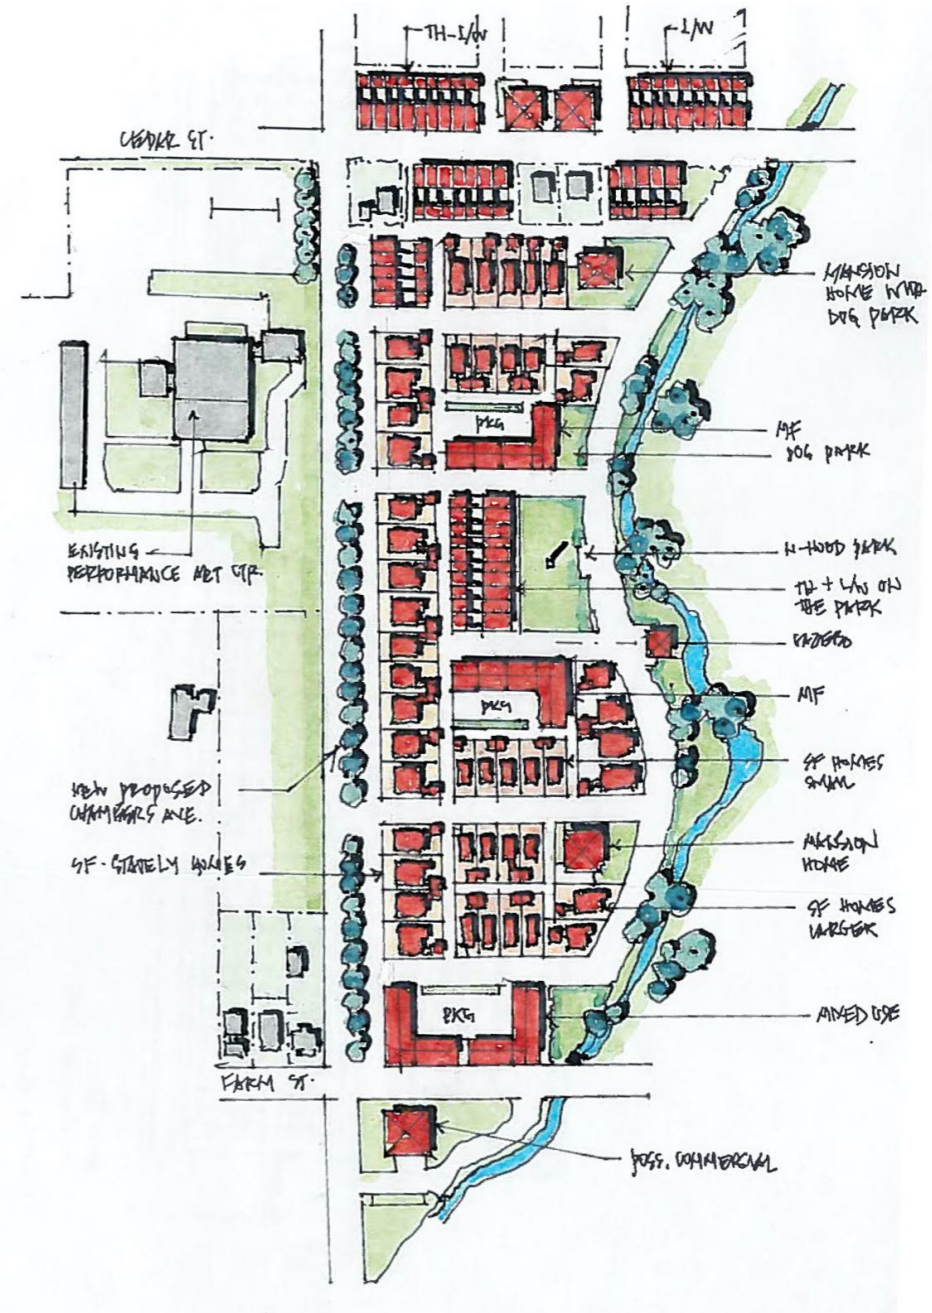 TH-L/W
L/W
CEDAR ST.
MANSION
HOME WITH
DOG PARK
PKG
MF
DOG PARK
EXISTING
PERFORMANCE ART CTR.
N-HOOD PARK
TH + L/W ON
THE PARK
GAZEBO
MF
PKG
SF HOMES
SMALL
NEW PROPOSED
CHAMBERS AVE.
MANSION
HOME
SF-STATELY HOMES
SF HOMES
LARGER
PKG
MIXED USE
FARM ST.
POSS. COMMERCIAL